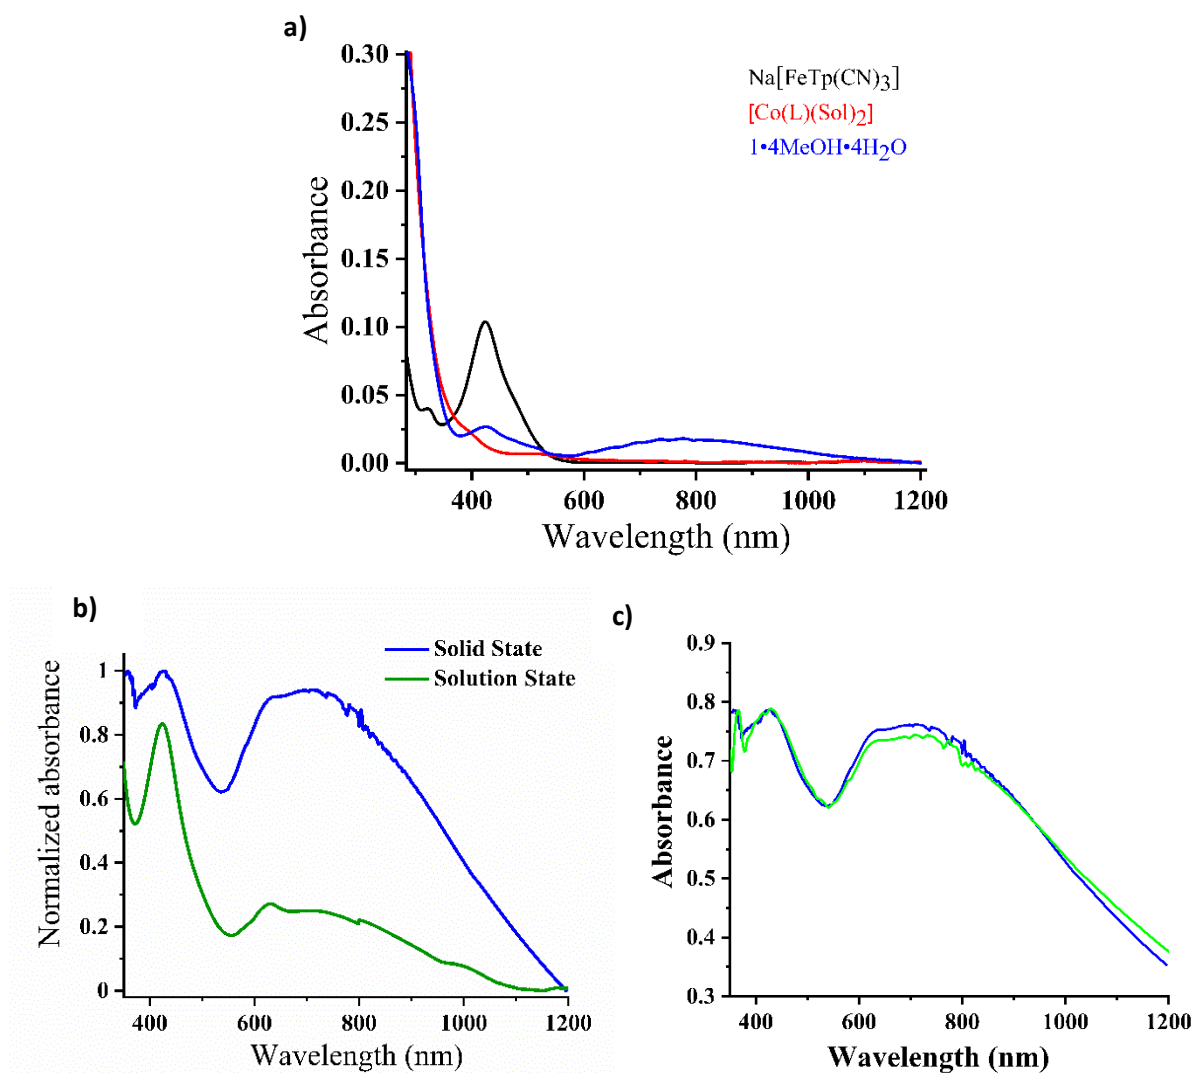 a)
0.30
0.25
0.20
0.15
0.10
0.05
0.00
Absorbance
Na[FeTp(CN)3]
[Co(L)(Sol)2]
1•4MeOH•4H2O
400 600 800 1000 1200
Wavelength (nm)
b)
Solid State
Solution State
1
0.8
0.6
0.4
0.2
0
Normalized absorbance
400 600 800 1000 1200
Wavelength (nm)
c)
0.9
0.8
0.7
0.6
0.5
0.4
0.3
Absorbance
400 600 800 1000 1200
Wavelength (nm)